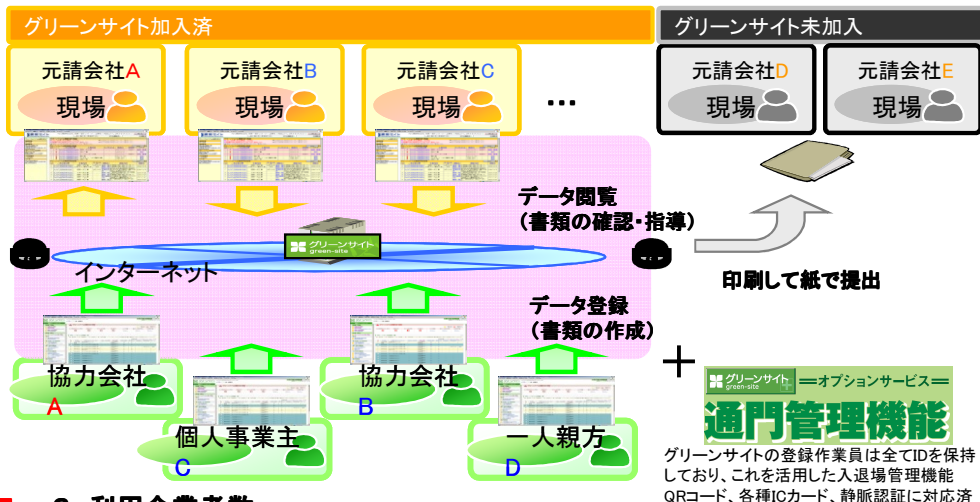 グリーンサイト加入済
グリーンサイト未加入
元請会社A
現場
元請会社B
現場
元請会社C
現場
…
元請会社D
現場
元請会社E
現場
データ閲覧
(書類の確認・指導)
グリーンサイト
green-site
インターネット
印刷して紙で提出
データ登録
(書類の作成)
協力会社
A
協力会社
B
個人事業主
C
一人親方
D
+
グリーンサイト
green-site
=オプションサービス=
通門管理機能
グリーンサイトの登録作業員は全てIDを保持
しており、これを活用した入退場管理機能
QRコード、各種ICカード、静脈認証に対応済